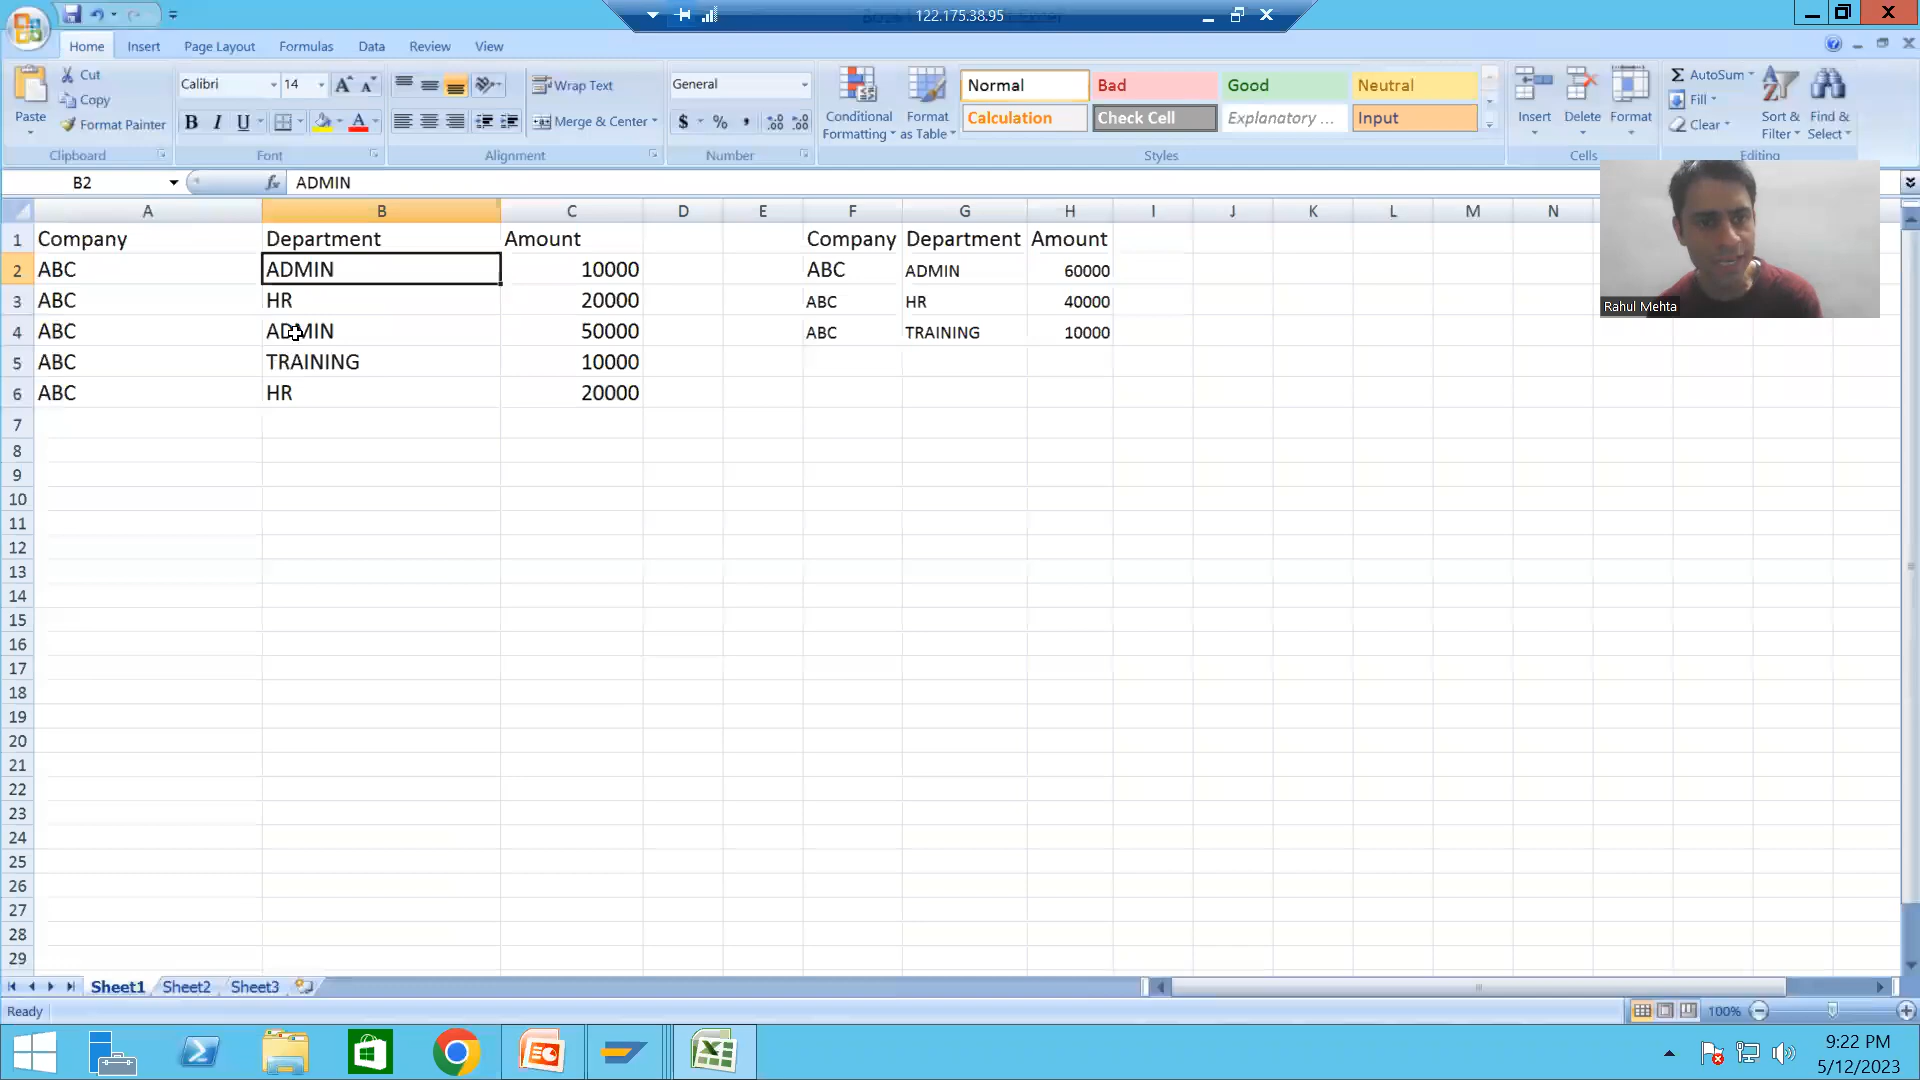 122.175.38.95
Home Insert Page Layout Formulas Data Review View
Paste
Cut
Copy
Format Painter
Clipboard
Calibri 14
B I U
Font
Wrap Text
Merge & Center
Alignment
General
$ % ,
Number
Conditional Formatting
Format as Table
Normal Bad Good Neutral
Calculation Check Cell Explanatory ... Input
Styles
Insert Delete Format
Cells
Σ AutoSum
Fill
Clear
Sort & Filter
Find & Select
Editing
B2 fx ADMIN
A B C D E F G H I J K L M N
1 Company Department Amount Company Department Amount
2 ABC ADMIN 10000 ABC ADMIN 60000
3 ABC HR 20000 ABC HR 40000
4 ABC ADMIN 50000 ABC TRAINING 10000
5 ABC TRAINING 10000
6 ABC HR 20000
7
8
9
10
11
12
13
14
15
16
17
18
19
20
21
22
23
24
25
26
27
28
29
Rahul Mehta
Sheet1 Sheet2 Sheet3
Ready 100%
9:22 PM
5/12/2023